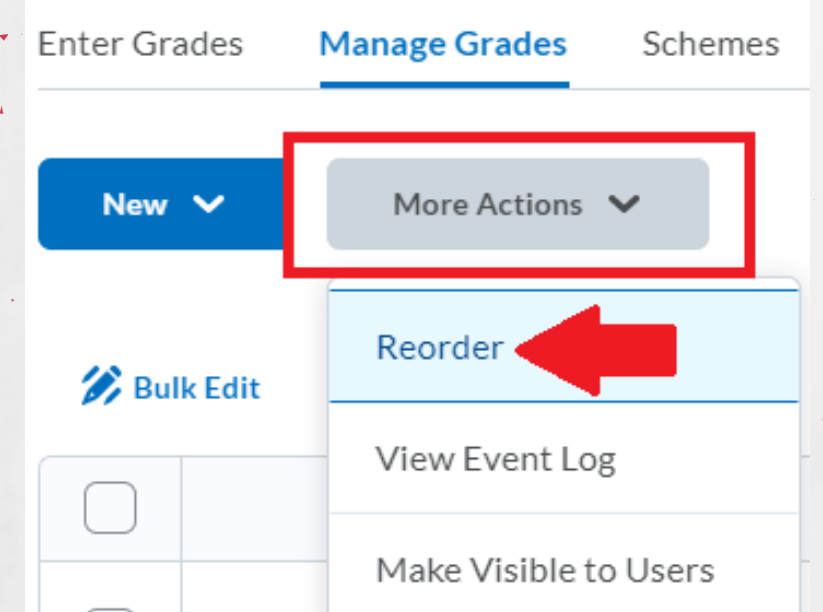 Enter Grades Manage Grades Schemes
New More Actions
Reorder
Bulk Edit
View Event Log
Make Visible to Users